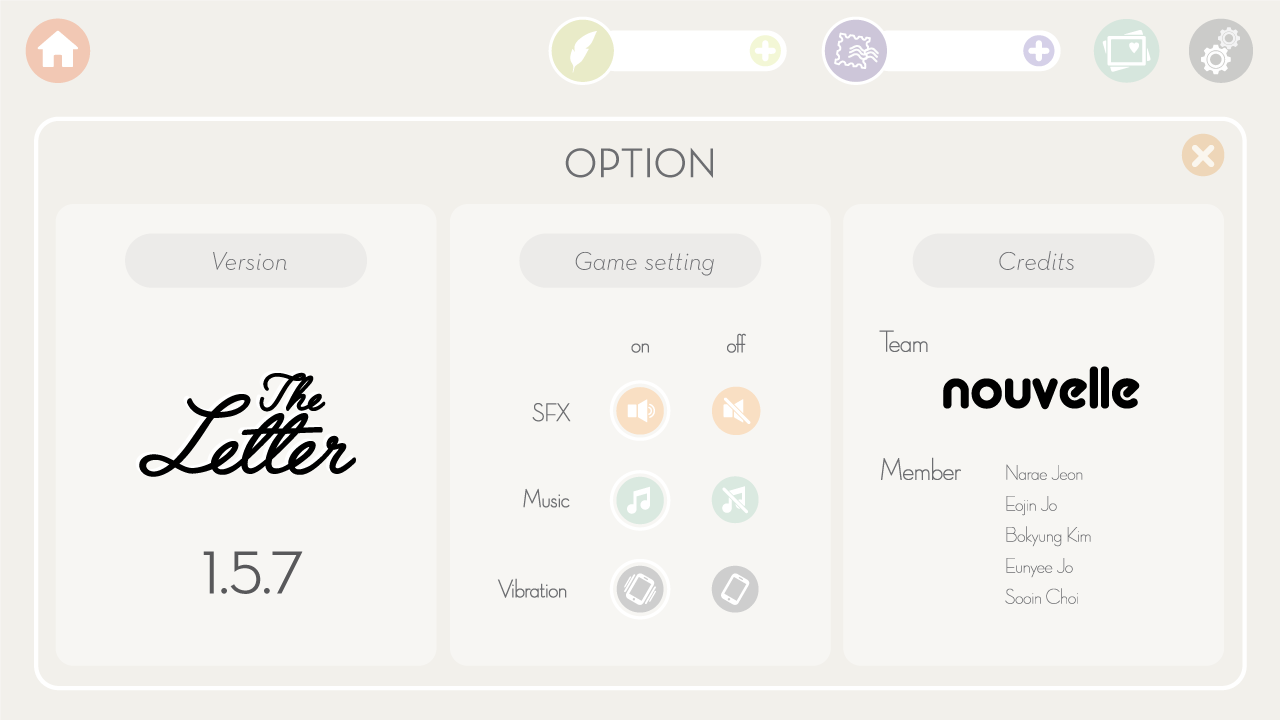 OPTION
Version
The
Letter
1.5.7
Game setting
on off
SFX
Music
Vibration
Credits
Team
nouvelle
Member
Narae Jeon
Eojin Jo
Bokyung Kim
Eunyee Jo
Sooin Choi